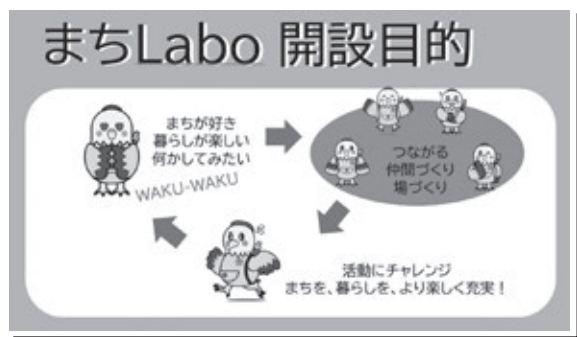 まちLabo 開設目的
まちが好き
暮らしが楽しい
何かしてみたい
WAKU-WAKU
つながる
仲間づくり
場づくり
活動にチャレンジ
まちを、暮らしを、より楽しく充実！